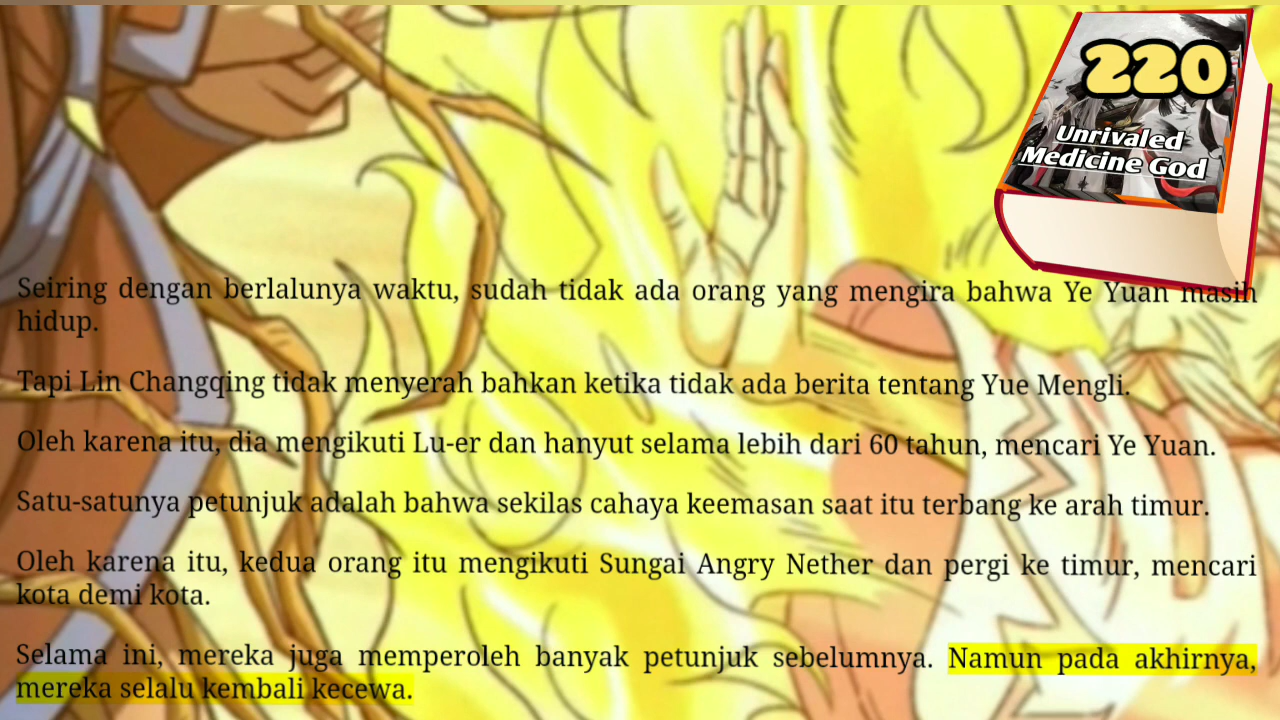 220
Unrivaled
Medicine God
Seiring dengan berlalunya waktu, sudah tidak ada orang yang mengira bahwa Ye Yuan masih
hidup.
Tapi Lin Changqing tidak menyerah bahkan ketika tidak ada berita tentang Yue Mengli.
Oleh karena itu, dia mengikuti Lu-er dan hanyut selama lebih dari 60 tahun, mencari Ye Yuan.
Satu-satunya petunjuk adalah bahwa sekilas cahaya keemasan saat itu terbang ke arah timur.
Oleh karena itu, kedua orang itu mengikuti Sungai Angry Nether dan pergi ke timur, mencari
kota demi kota.
Selama ini, mereka juga memperoleh banyak petunjuk sebelumnya. Namun pada akhirnya,
mereka selalu kembali kecewa.